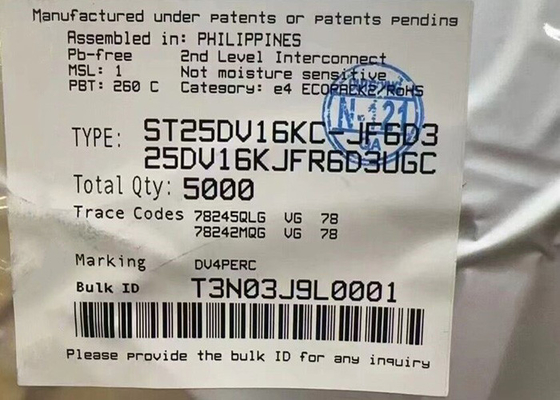 Manufactured under patents or patents pending
Assembled in: PHILIPPINES
Pb-free 2nd Level Interconnect
MSL: 1 Not moisture sensitive
PBT: 260 C Category: e4 ECOPACK2/RoHS
N. 121
QA
TYPE: ST25DV16KC-JF6D3
25DV16KJFR6D3UGC
Total Qty: 5000
Trace Codes 78245QLG VG 78
78242MQG VG 78
Marking DV4PERC
Bulk ID T3N03J9L0001
Please provide the bulk ID for any inquiry